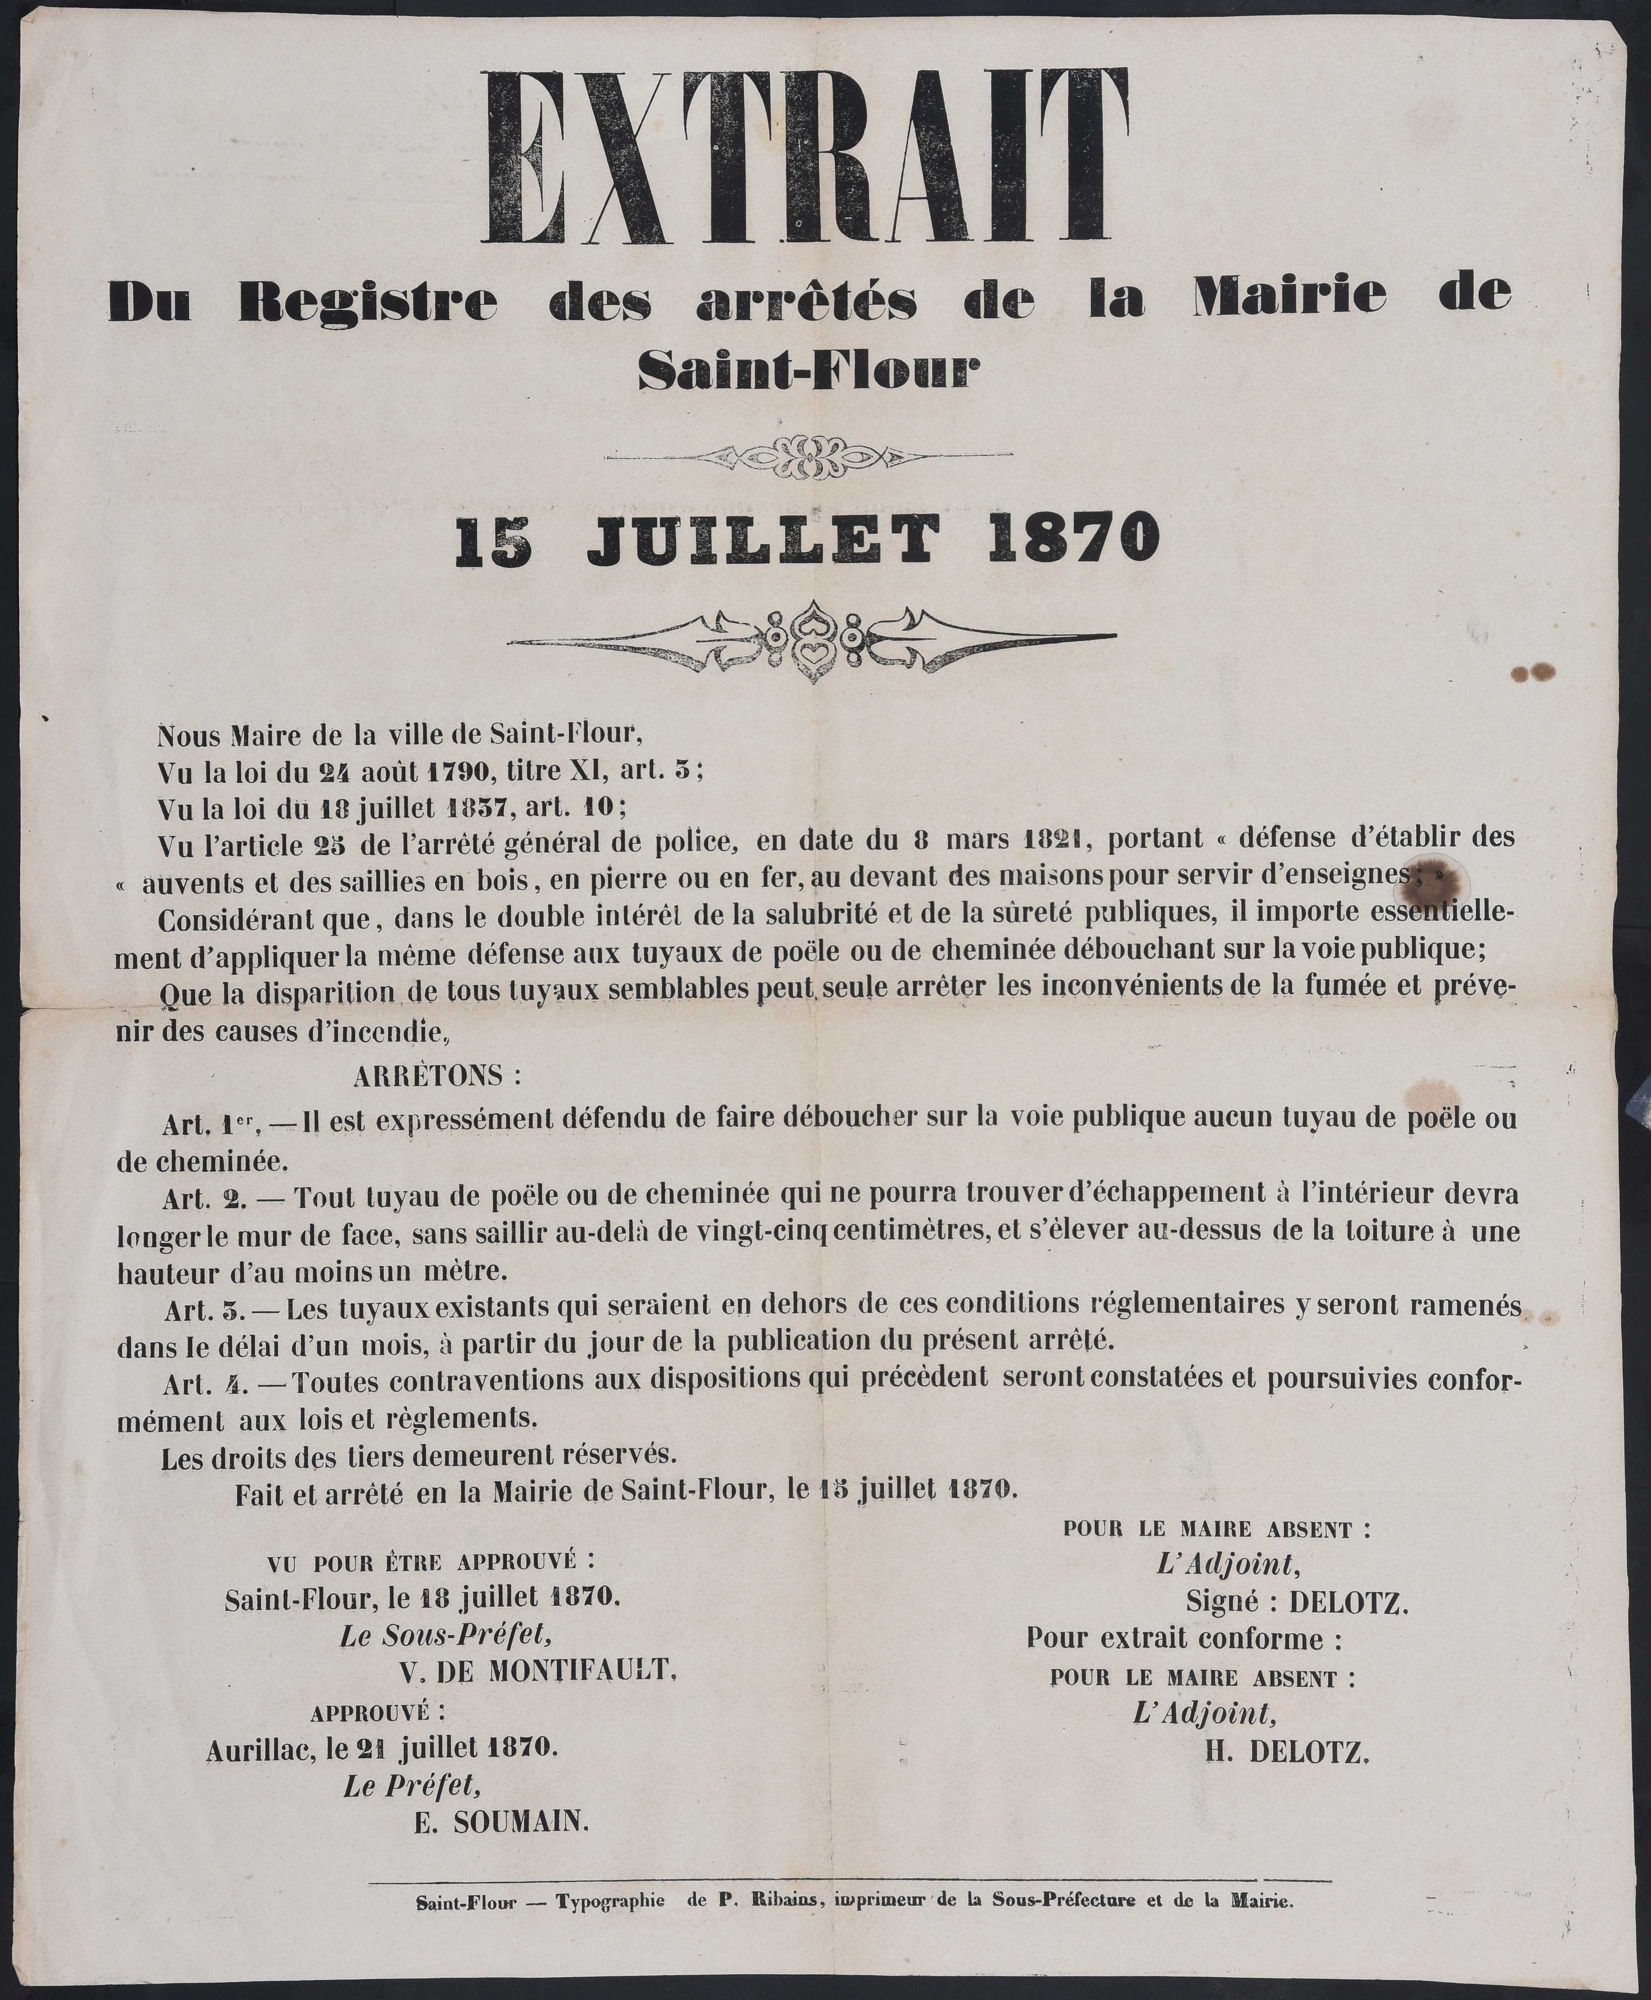 EXTRAIT
Du Registre des arrêtés de la Mairie de
Saint-Flour
15 JUILLET 1870
Nous Maire de la ville de Saint-Flour,
Vu la loi du 24 août 1790, titre XI, art. 3;
Vu la loi du 18 juillet 1837, art. 10;
Vu l'article 25 de l'arrêté général de police, en date du 8 mars 1821, portant « défense d'établir des
« auvents et des saillies en bois, en pierre ou en fer, au devant des maisons pour servir d'enseignes; »
Considérant que, dans le double intérêt de la salubrité et de la sûreté publiques, il importe essentielle-
ment d'appliquer la même défense aux tuyaux de poële ou de cheminée débouchant sur la voie publique;
Que la disparition de tous tuyaux semblables peut seule arrêter les inconvénients de la fumée et préve-
nir des causes d'incendie,
ARRÊTONS :
Art. 1er. — Il est expressément défendu de faire déboucher sur la voie publique aucun tuyau de poële ou
de cheminée.
Art. 2. — Tout tuyau de poële ou de cheminée qui ne pourra trouver d'échappement à l'intérieur devra
longer le mur de face, sans saillir au-delà de vingt-cinq centimètres, et s'élever au-dessus de la toiture à une
hauteur d'au moins un mètre.
Art. 3. — Les tuyaux existants qui seraient en dehors de ces conditions réglementaires y seront ramenés
dans le délai d'un mois, à partir du jour de la publication du présent arrêté.
Art. 4. — Toutes contraventions aux dispositions qui précèdent seront constatées et poursuivies confor-
mément aux lois et règlements.
Les droits des tiers demeurent réservés.
Fait et arrêté en la Mairie de Saint-Flour, le 15 juillet 1870.
POUR LE MAIRE ABSENT :
L'Adjoint,
Signé : DELOTZ.
Pour extrait conforme :
POUR LE MAIRE ABSENT :
L'Adjoint,
H. DELOTZ.
VU POUR ÊTRE APPROUVÉ :
Saint-Flour, le 18 juillet 1870.
Le Sous-Préfet,
V. DE MONTIFAULT.
APPROUVÉ :
Aurillac, le 21 juillet 1870.
Le Préfet,
E. SOUMAIN.
Saint-Flour — Typographie de P. Ribains, imprimeur de la Sous-Préfecture et de la Mairie.